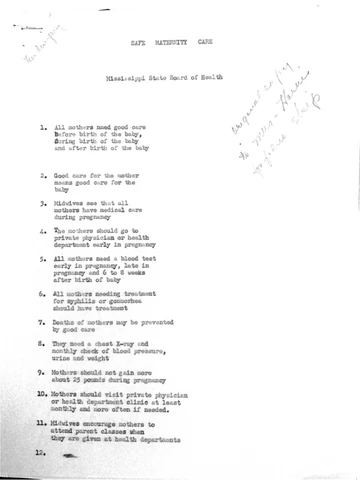 SAFE MATERNITY CARE
Mississippi State Board of Health
original copy
to Miss
film strip
1. All mothers need good care
Before birth of the baby,
During birth of the baby
and after birth of the baby
2. Good care for the mother
means good care for the
baby
3. Midwives see that all
mothers have medical care
during pregnancy
4. The mothers should go to
private physician or health
department early in pregnancy
5. All mothers need a blood test
early in pregnancy, late in
pregnancy and 6 to 8 weeks
after birth of baby
6. All mothers needing treatment
for syphilis or gonorrhea
should have treatment
7. Deaths of mothers may be prevented
by good care
8. They need a chest X-ray and
monthly check of blood pressure,
urine and weight
9. Mothers should not gain more
about 25 pounds during pregnancy
10. Mothers should visit private physician
or health department clinic at least
monthly and more often if needed.
11. Midwives encourage mothers to
attend parent classes when
they are given at health departments
12.